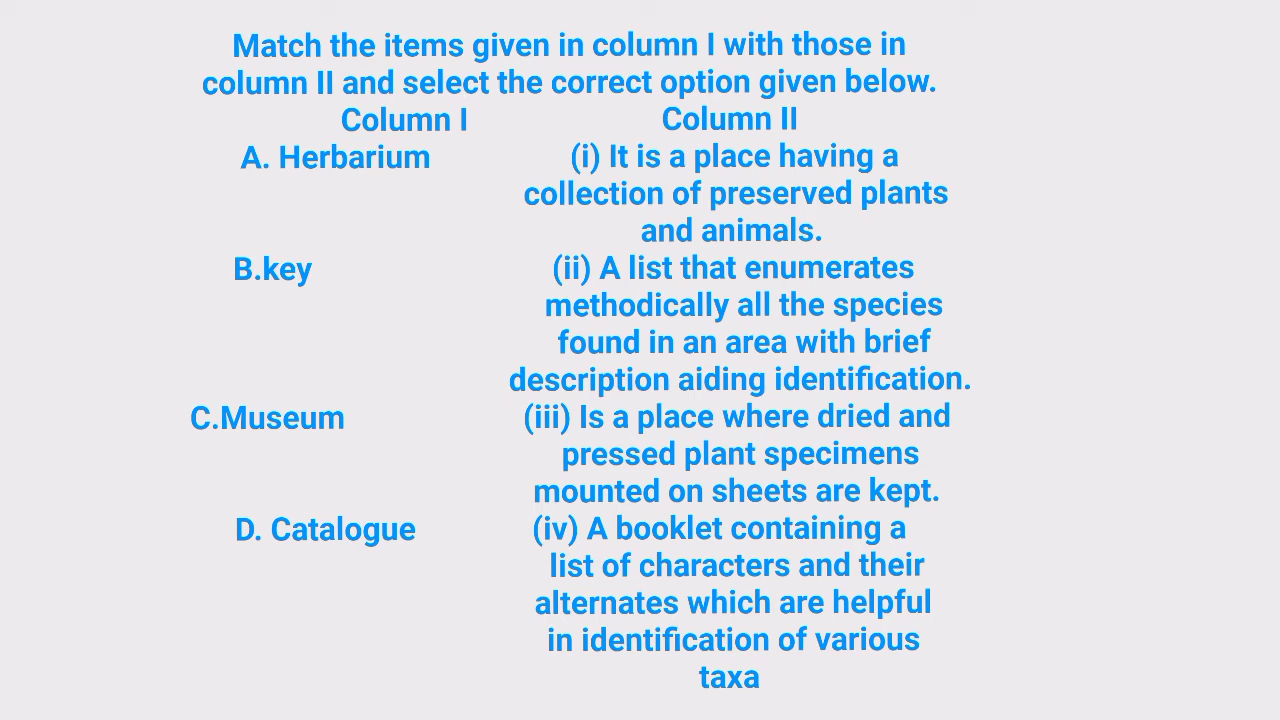 Match the items given in column I with those in
column II and select the correct option given below.
Column I Column II
A. Herbarium (i) It is a place having a
collection of preserved plants
and animals.
B.key (ii) A list that enumerates
methodically all the species
found in an area with brief
description aiding identification.
C.Museum (iii) Is a place where dried and
pressed plant specimens
mounted on sheets are kept.
D. Catalogue (iv) A booklet containing a
list of characters and their
alternates which are helpful
in identification of various
taxa